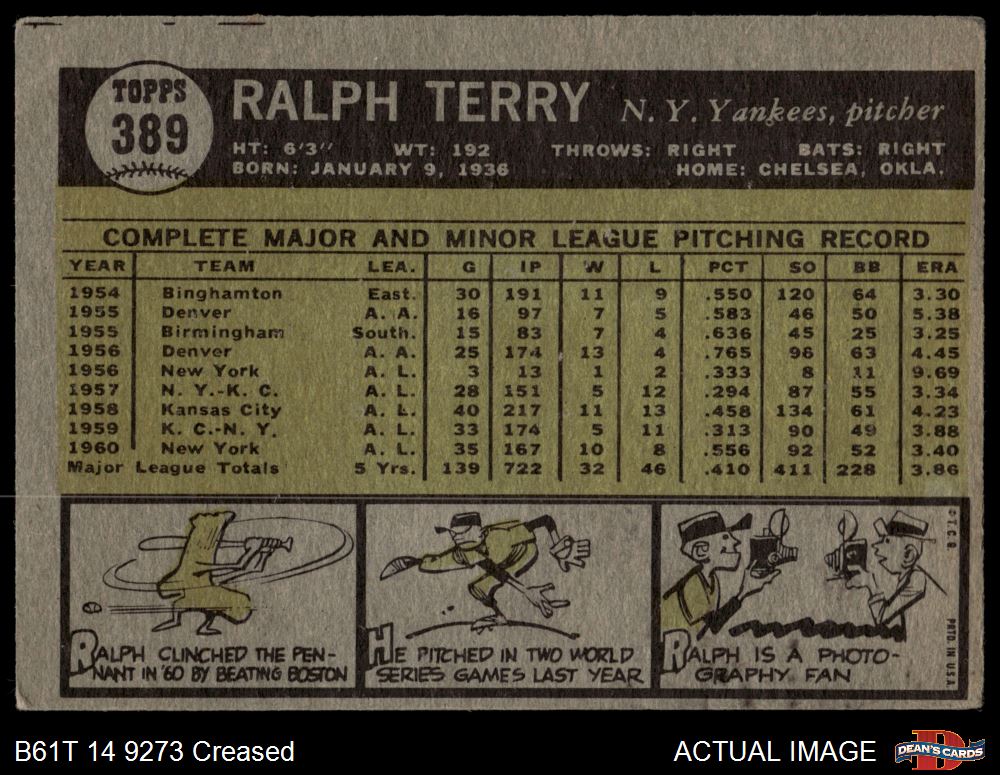 TOPPS
389
RALPH TERRY N. Y. Yankees, pitcher
HT: 6'3" WT: 192 THROWS: RIGHT BATS: RIGHT
BORN: JANUARY 9, 1936 HOME: CHELSEA, OKLA.
COMPLETE MAJOR AND MINOR LEAGUE PITCHING RECORD
YEAR TEAM LEA. G IP W L PCT SO BB ERA
1954 Binghamton East. 30 191 11 9 .550 120 64 3.30
1955 Denver A. A. 16 97 7 5 .583 46 50 5.38
1955 Birmingham South. 15 83 7 4 .636 45 25 3.25
1956 Denver A. A. 25 174 13 4 .765 96 63 4.45
1956 New York A. L. 3 13 1 2 .333 8 11 9.69
1957 N. Y.-K. C. A. L. 28 151 5 12 .294 87 55 3.34
1958 Kansas City A. L. 40 217 11 13 .458 134 61 4.23
1959 K. C.-N. Y. A. L. 33 174 5 11 .313 90 49 3.88
1960 New York A. L. 35 167 10 8 .556 92 52 3.40
Major League Totals 5 Yrs. 139 722 32 46 .410 411 228 3.86
RALPH CLINCHED THE PEN-
NANT IN '60 BY BEATING BOSTON
HE PITCHED IN TWO WORLD
SERIES GAMES LAST YEAR
RALPH IS A PHOTO-
GRAPHY FAN
© T.C.G.
PRTD. IN U.S.A.
B61T 14 9273 Creased
ACTUAL IMAGE
DEAN'S CARDS